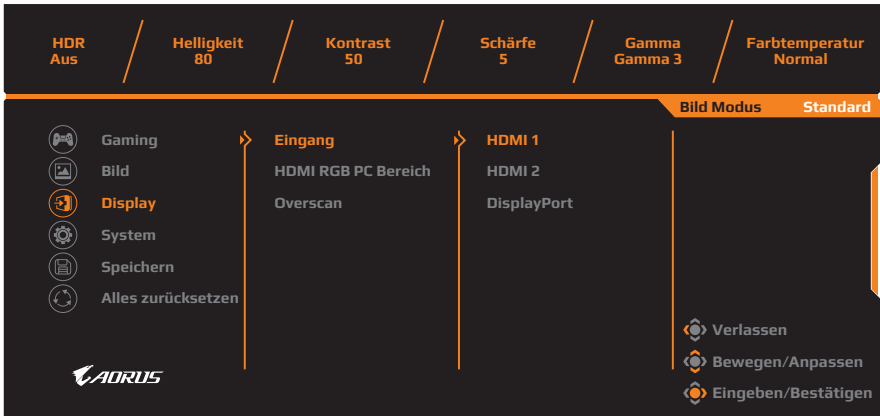 HDR
Aus
Helligkeit
80
Kontrast
50
Schärfe
5
Gamma
Gamma 3
Farbtemperatur
Normal
Bild Modus Standard
Gaming
Bild
Display
System
Speichern
Alles zurücksetzen
Eingang
HDMI RGB PC Bereich
Overscan
HDMI 1
HDMI 2
DisplayPort
Verlassen
Bewegen/Anpassen
Eingeben/Bestätigen
AORUS